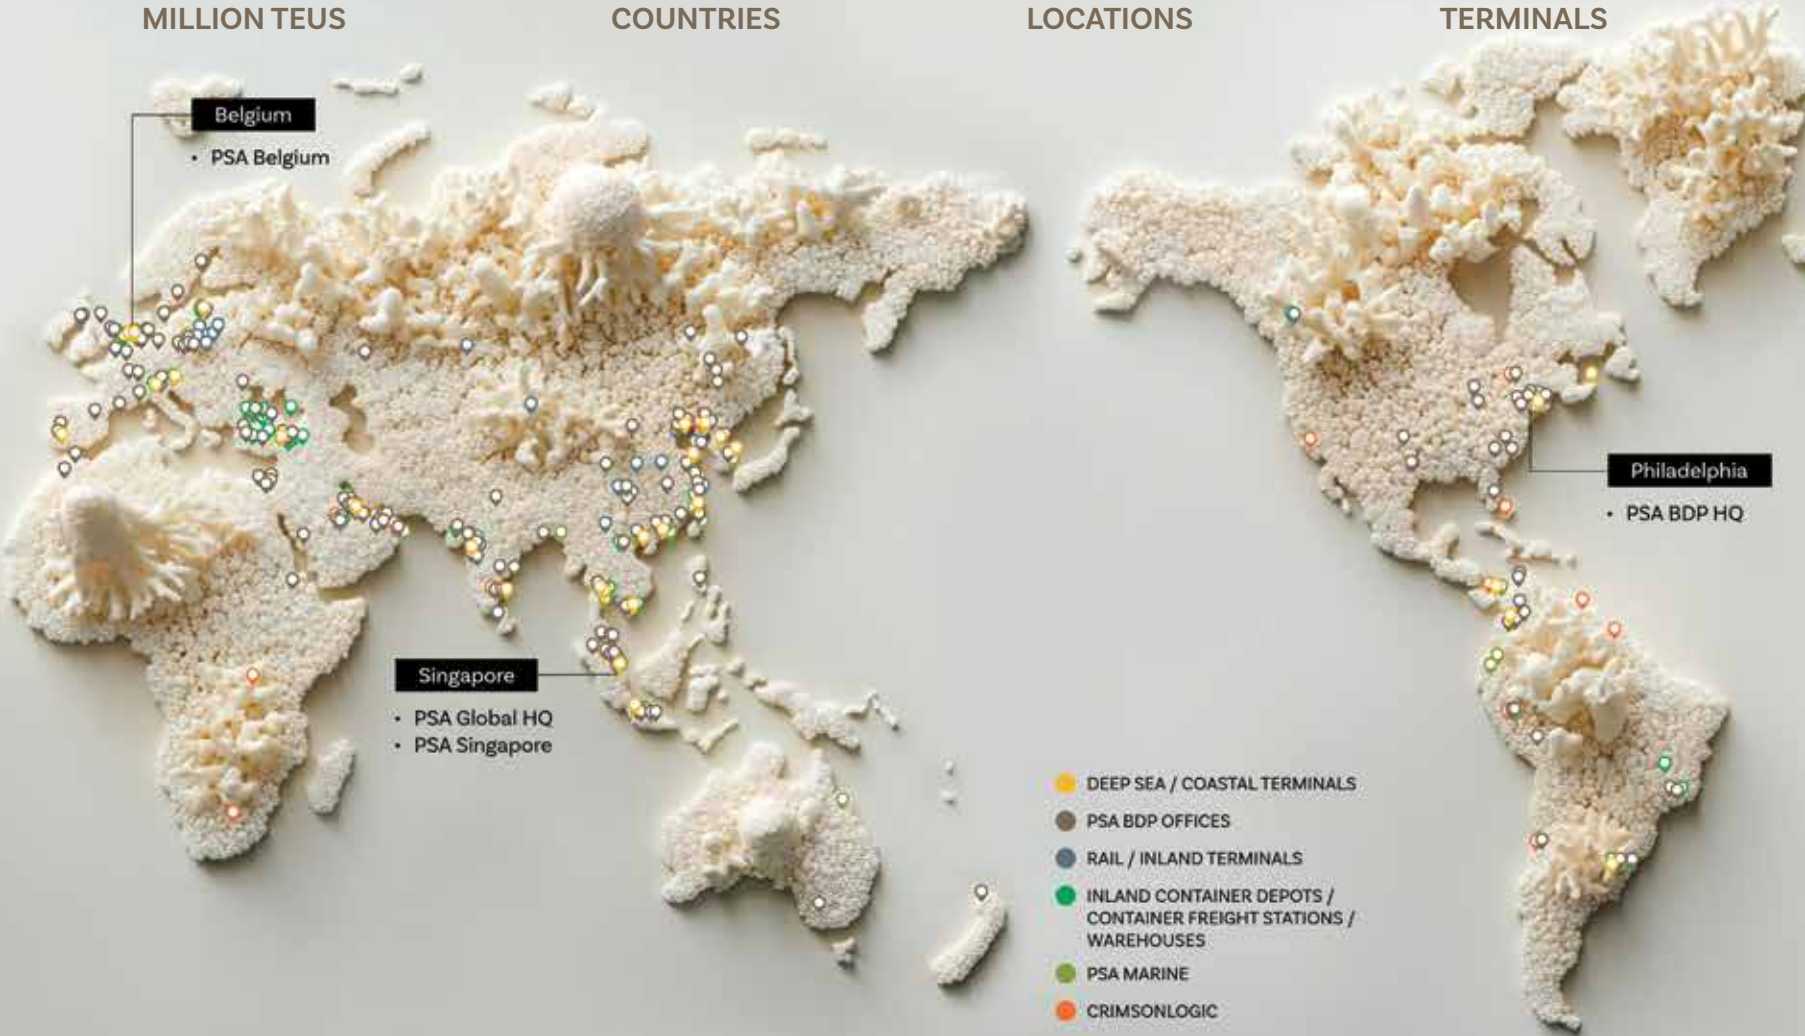 MILLION TEUS
COUNTRIES
LOCATIONS
TERMINALS
Belgium
• PSA Belgium
Philadelphia
• PSA BDP HQ
Singapore
• PSA Global HQ
• PSA Singapore
DEEP SEA / COASTAL TERMINALS
PSA BDP OFFICES
RAIL / INLAND TERMINALS
INLAND CONTAINER DEPOTS /
CONTAINER FREIGHT STATIONS /
WAREHOUSES
PSA MARINE
CRIMSONLOGIC